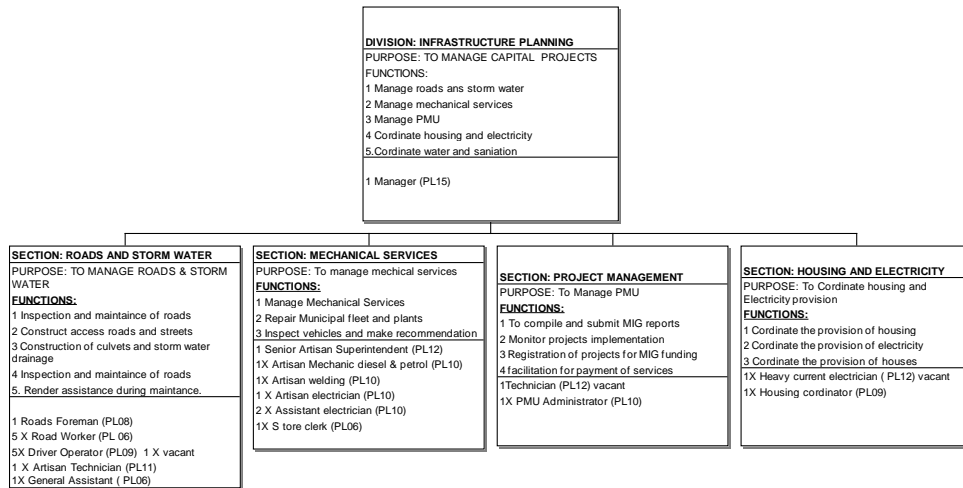 DIVISION: INFRASTRUCTURE PLANNING
PURPOSE: TO MANAGE CAPITAL PROJECTS
FUNCTIONS:
1 Manage roads ans storm water
2 Manage mechanical services
3 Manage PMU
4 Cordinate housing and electricity
5.Cordinate water and saniation
1 Manager (PL15)
SECTION: ROADS AND STORM WATER
PURPOSE: TO MANAGE ROADS & STORM
WATER
FUNCTIONS:
1 Inspection and maintaince of roads
2 Construct access roads and streets
3 Construction of culvets and storm water
drainage
4 Inspection and maintaince of roads
5. Render assistance during maintance.
1 Roads Foreman (PL08)
5 X Road Worker (PL 06)
5X Driver Operator (PL09) 1 X vacant
1 X Artisan Technician (PL11)
1X General Assistant ( PL06)
SECTION: MECHANICAL SERVICES
PURPOSE: To manage mechical services
FUNCTIONS:
1 Manage Mechanical Services
2 Repair Municipal fleet and plants
3 Inspect vehicles and make recommendation
1 Senior Artisan Superintendent (PL12)
1X Artisan Mechanic diesel & petrol (PL10)
1X Artisan welding (PL10)
1 X Artisan electrician (PL10)
2 X Assistant electrician (PL10)
1X S tore clerk (PL06)
SECTION: PROJECT MANAGEMENT
PURPOSE: To Manage PMU
FUNCTIONS:
1 To compile and submit MIG reports
2 Monitor projects implementation
3 Registration of projects for MIG funding
4 facilitation for payment of services
1Technician (PL12) vacant
1X PMU Administrator (PL10)
SECTION: HOUSING AND ELECTRICITY
PURPOSE: To Cordinate housing and
Electricity provision
FUNCTIONS:
1 Cordinate the provision of housing
2 Cordinate the provision of electricity
3 Cordinate the provision of houses
1X Heavy current electrician ( PL12) vacant
1X Housing cordinator (PL09)